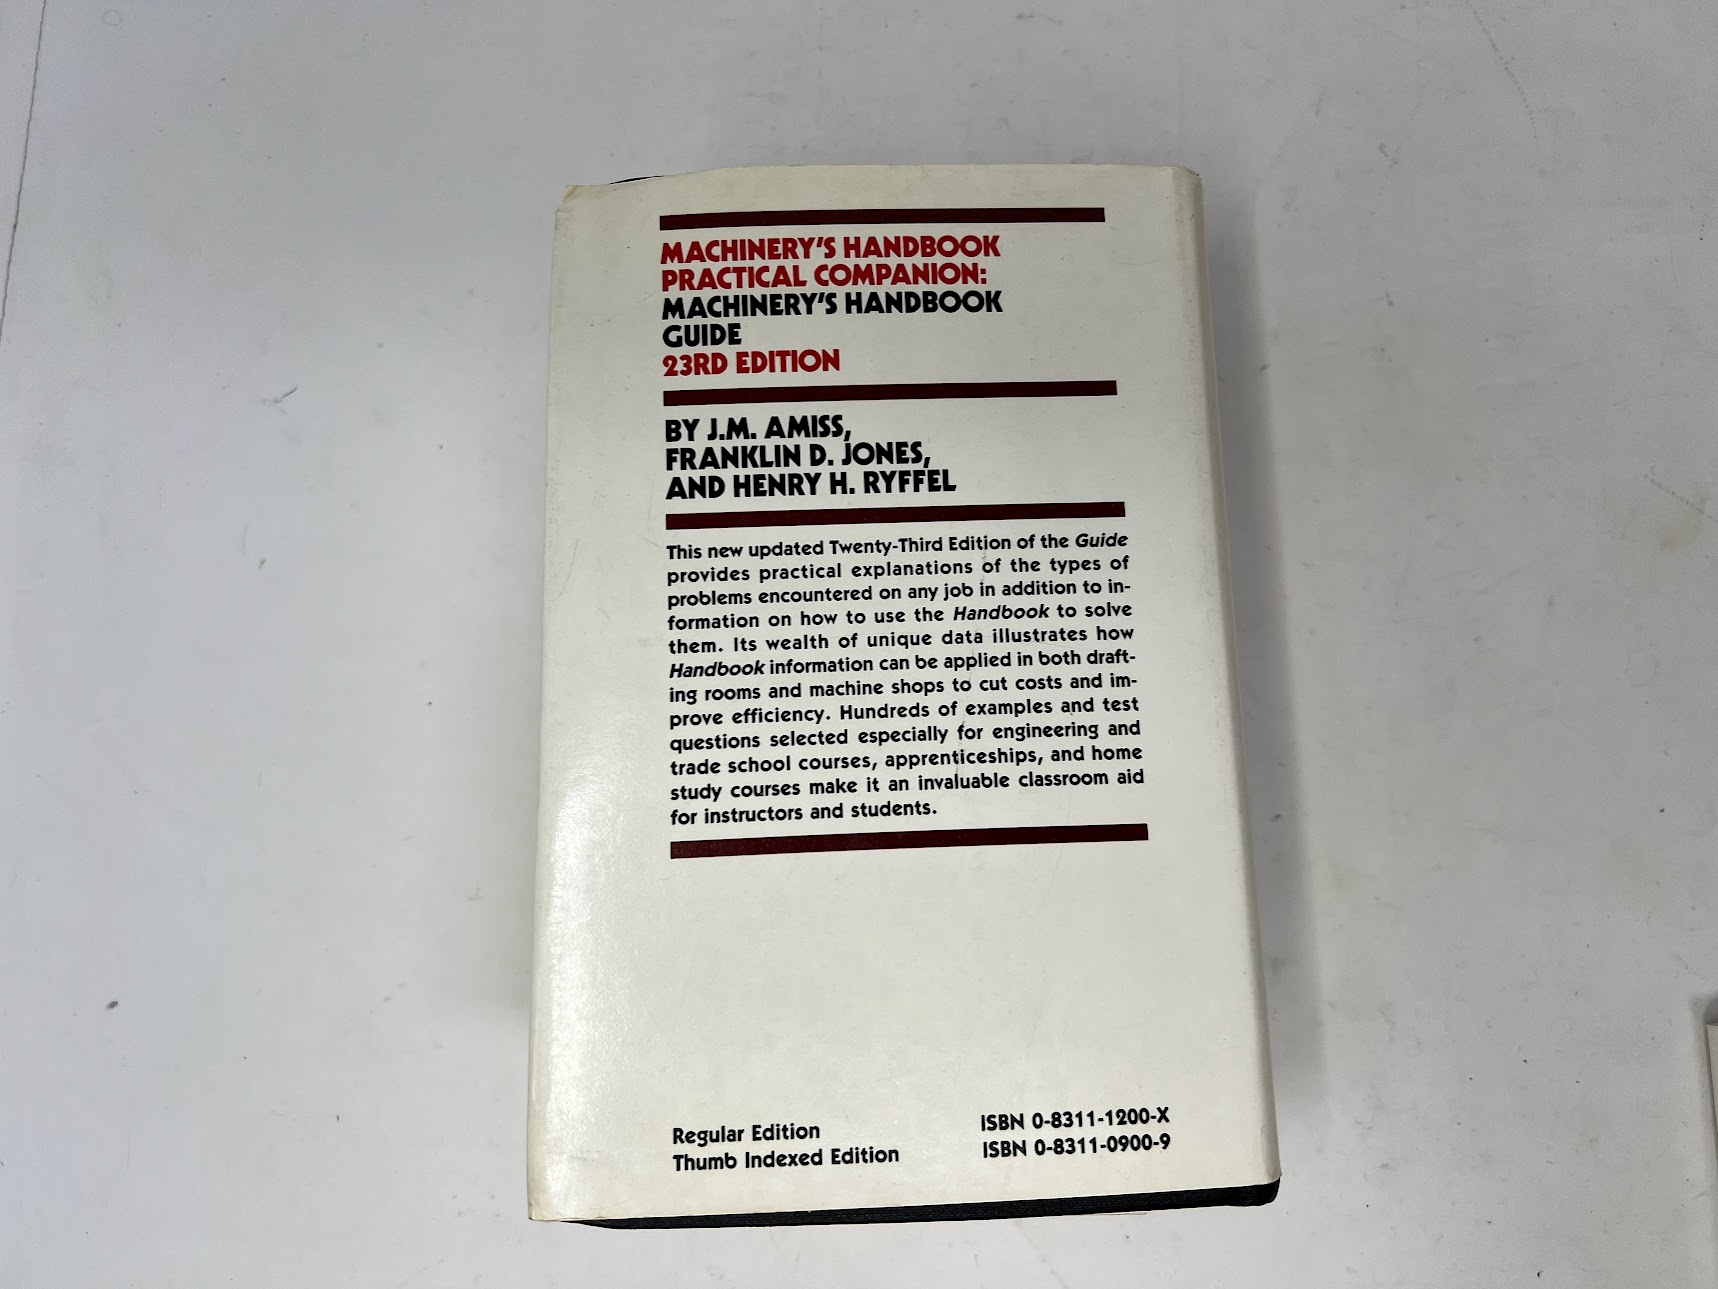 MACHINERY'S HANDBOOK
PRACTICAL COMPANION:
MACHINERY'S HANDBOOK
GUIDE
23RD EDITION
BY J.M. AMISS,
FRANKLIN D. JONES,
AND HENRY H. RYFFEL
This new updated Twenty-Third Edition of the Guide
provides practical explanations of the types of
problems encountered on any job in addition to in-
formation on how to use the Handbook to solve
them. Its wealth of unique data illustrates how
Handbook information can be applied in both draft-
ing rooms and machine shops to cut costs and im-
prove efficiency. Hundreds of examples and test
questions selected especially for engineering and
trade school courses, apprenticeships, and home
study courses make it an invaluable classroom aid
for instructors and students.
Regular Edition ISBN 0-8311-1200-X
Thumb Indexed Edition ISBN 0-8311-0900-9